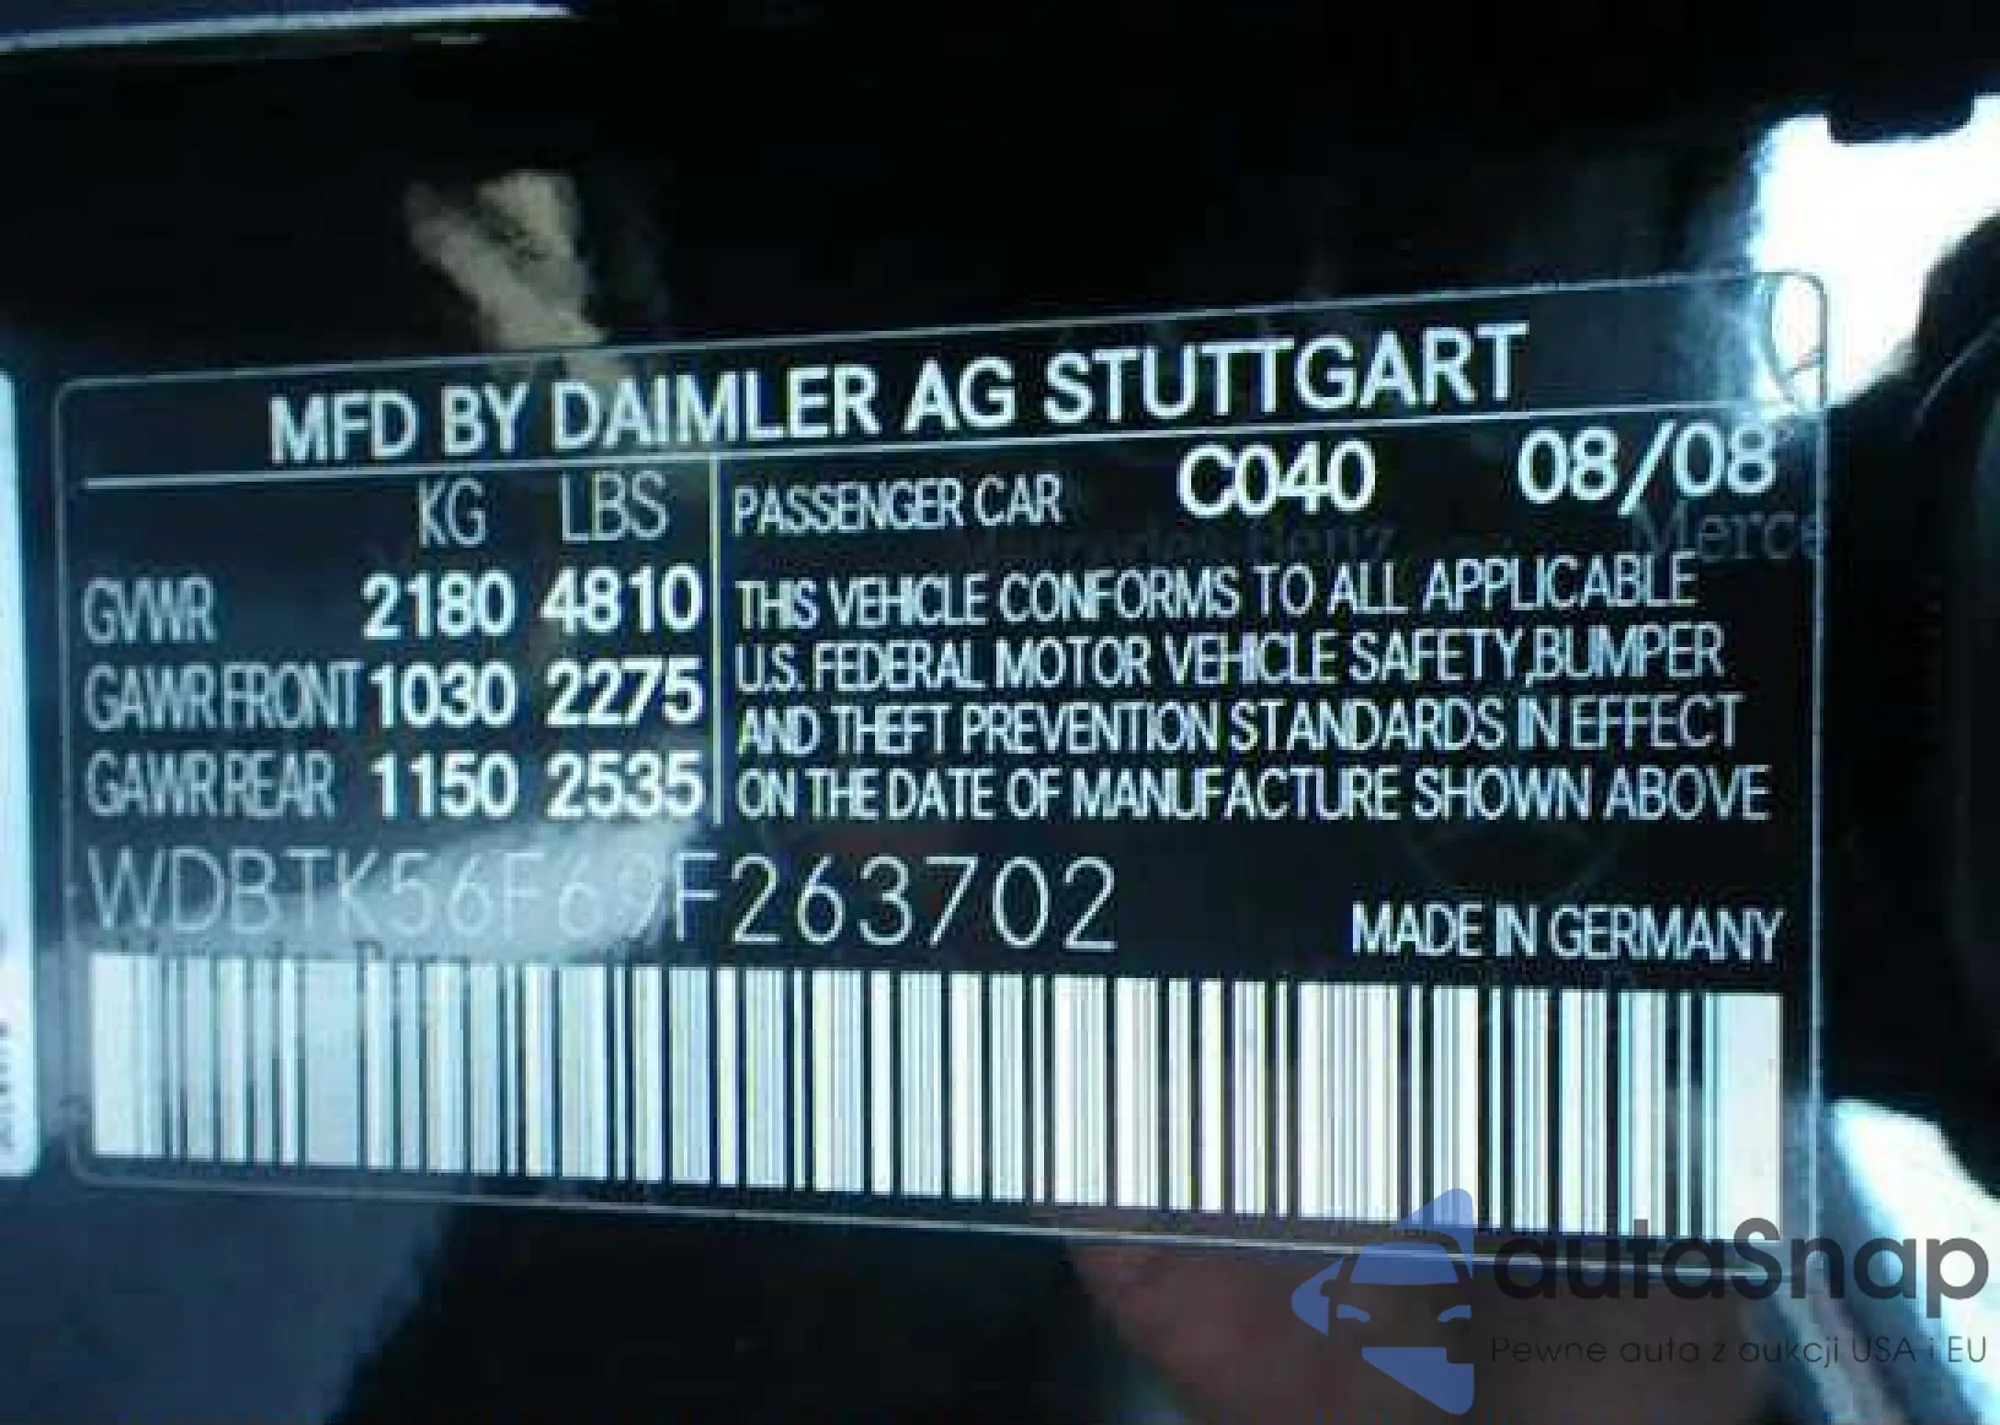 MFD BY DAIMLER AG STUTTGART
KG LBS
GVWR 2180 4810
GAWR FRONT 1030 2275
GAWR REAR 1150 2535
PASSENGER CAR C040 08/08
THIS VEHICLE CONFORMS TO ALL APPLICABLE
U.S. FEDERAL MOTOR VEHICLE SAFETY,BUMPER
AND THEFT PREVENTION STANDARDS IN EFFECT
ON THE DATE OF MANUFACTURE SHOWN ABOVE
WDBTK56F69F263702
MADE IN GERMANY
autaSnap
Pewne auta z aukcji USA i EU